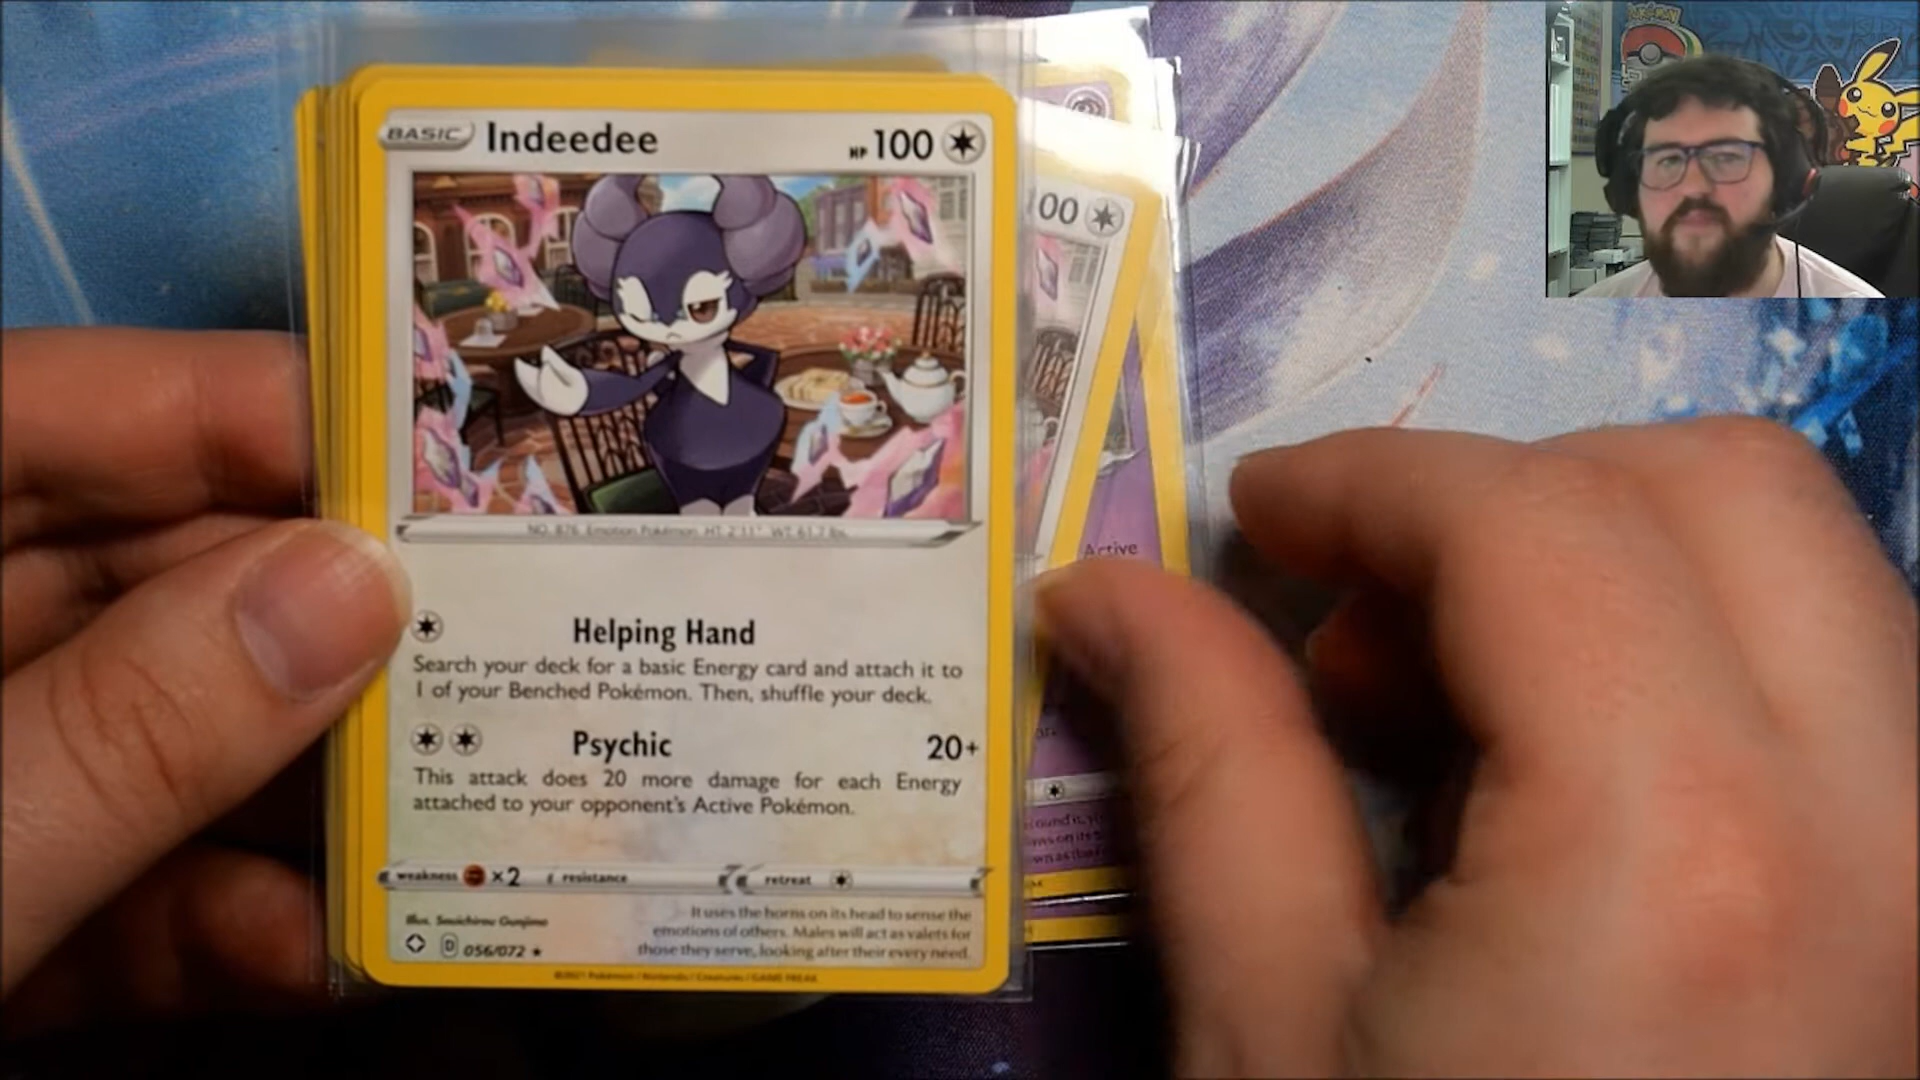 BASIC Indeedee HP 100
00
NO. 876 Emotion Pokémon HT: 2'11" WT: 61.7 lbs.
Active
Helping Hand
Search your deck for a basic Energy card and attach it to
1 of your Benched Pokémon. Then, shuffle your deck.
Psychic 20+
This attack does 20 more damage for each Energy
attached to your opponent's Active Pokémon.
weakness ×2 resistance retreat
Illus. Souichirou Gunjima
D 056/072 ★
It uses the horns on its head to sense the
emotions of others. Males will act as valets for
those they serve, looking after their every need.
©2021 Pokémon / Nintendo / Creatures / GAME FREAK